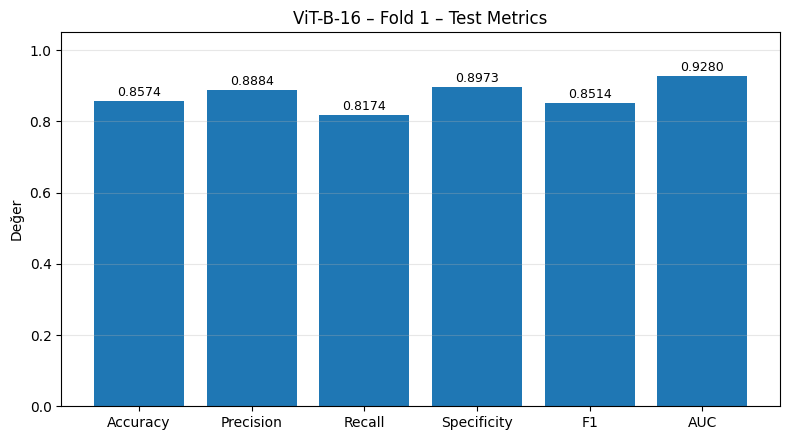 ViT-B-16 – Fold 1 – Test Metrics
Değer
1.0
0.8
0.6
0.4
0.2
0.0
0.8574
0.8884
0.8174
0.8973
0.8514
0.9280
Accuracy
Precision
Recall
Specificity
F1
AUC